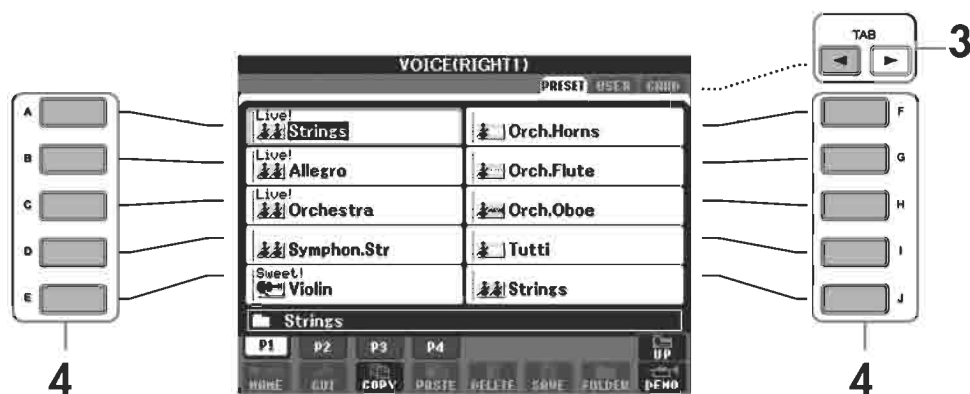 TAB
3
VOICE(RIGHT1)
PRESET USER CARD
A
B
C
D
E
Live!
Strings
Live!
Allegro
Live!
Orchestra
Symphon.Str
Sweet!
Violin
Orch.Horns
Orch.Flute
Orch.Oboe
Tutti
Strings
F
G
H
I
J
Strings
P1 P2 P3 P4 UP
NAME CUT COPY PASTE DELETE SAVE FOLDER DEMO
4
4